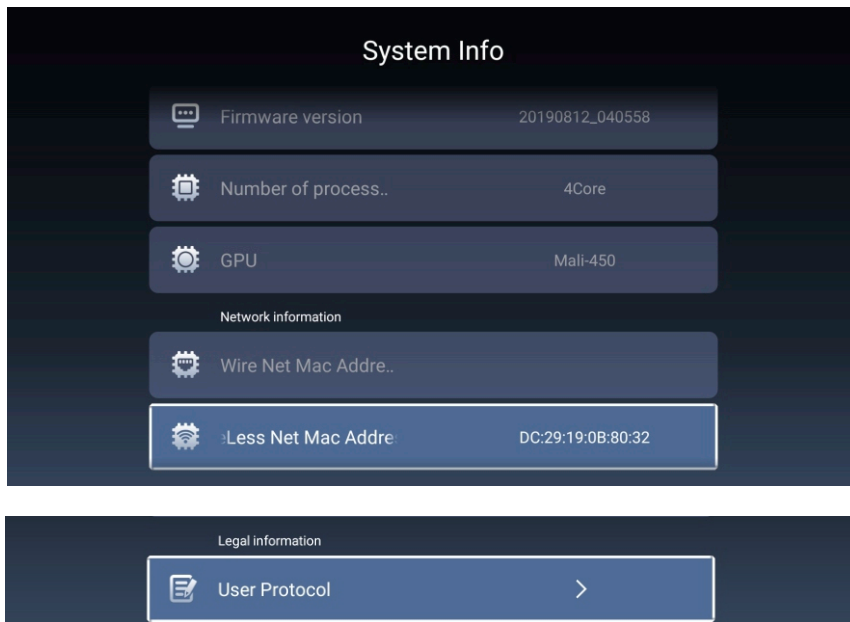 System Info
Firmware version 20190812_040558
Number of process.. 4Core
GPU Mali-450
Network information
Wire Net Mac Addre..
Less Net Mac Addre DC:29:19:0B:80:32
Legal information
User Protocol